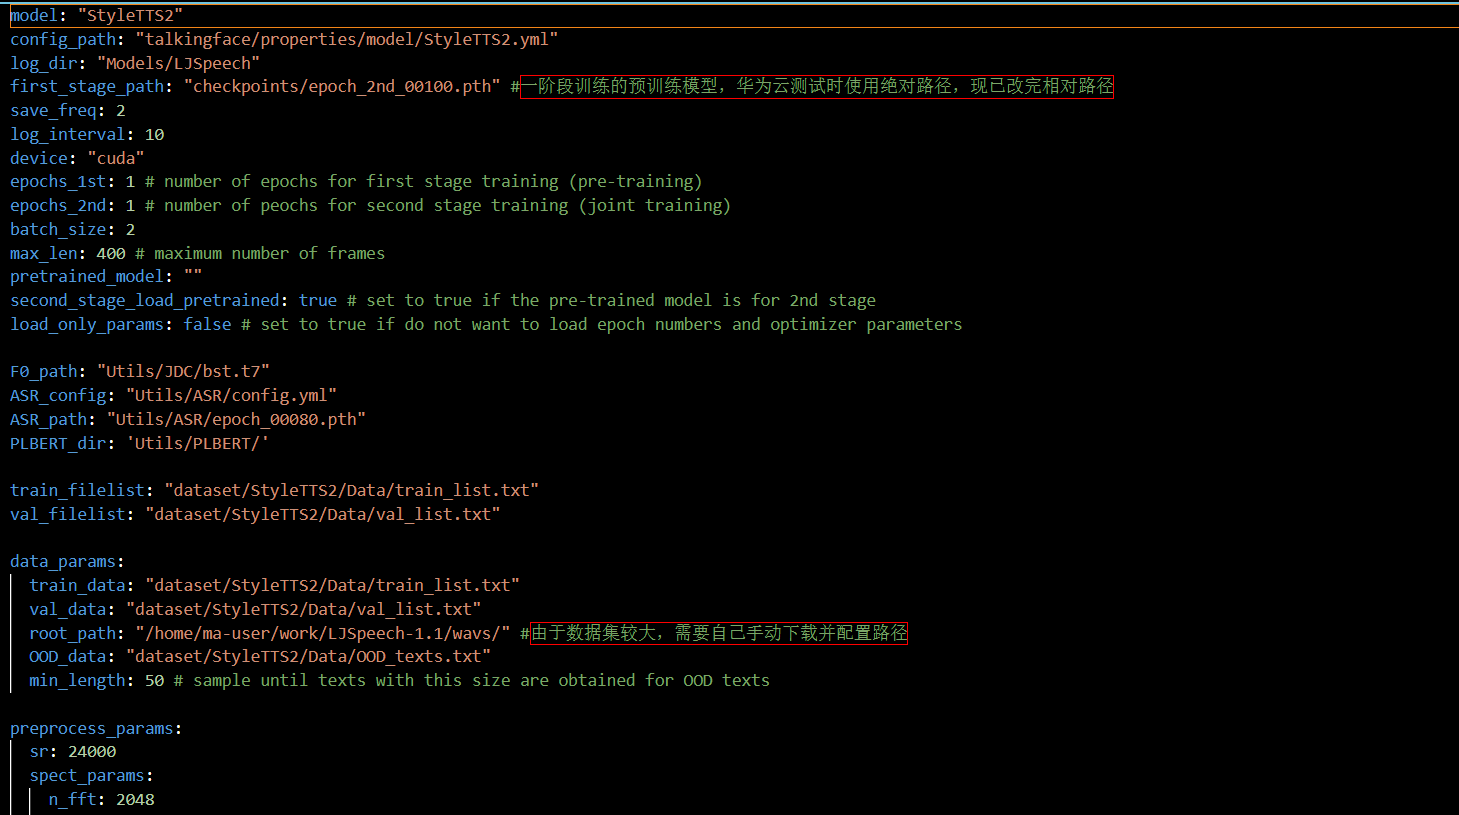 model: "StyleTTS2"
config_path: "talkingface/properties/model/StyleTTS2.yml"
log_dir: "Models/LJSpeech"
first_stage_path: "checkpoints/epoch_2nd_00100.pth" #一阶段训练的预训练模型，华为云测试时使用绝对路径，现已改完相对路径
save_freq: 2
log_interval: 10
device: "cuda"
epochs_1st: 1 # number of epochs for first stage training (pre-training)
epochs_2nd: 1 # number of peochs for second stage training (joint training)
batch_size: 2
max_len: 400 # maximum number of frames
pretrained_model: ""
second_stage_load_pretrained: true # set to true if the pre-trained model is for 2nd stage
load_only_params: false # set to true if do not want to load epoch numbers and optimizer parameters
F0_path: "Utils/JDC/bst.t7"
ASR_config: "Utils/ASR/config.yml"
ASR_path: "Utils/ASR/epoch_00080.pth"
PLBERT_dir: 'Utils/PLBERT/'
train_filelist: "dataset/StyleTTS2/Data/train_list.txt"
val_filelist: "dataset/StyleTTS2/Data/val_list.txt"
data_params:
train_data: "dataset/StyleTTS2/Data/train_list.txt"
val_data: "dataset/StyleTTS2/Data/val_list.txt"
root_path: "/home/ma-user/work/LJSpeech-1.1/wavs/" #由于数据集较大，需要自己手动下载并配置路径
OOD_data: "dataset/StyleTTS2/Data/OOD_texts.txt"
min_length: 50 # sample until texts with this size are obtained for OOD texts
preprocess_params:
sr: 24000
spect_params:
n_fft: 2048